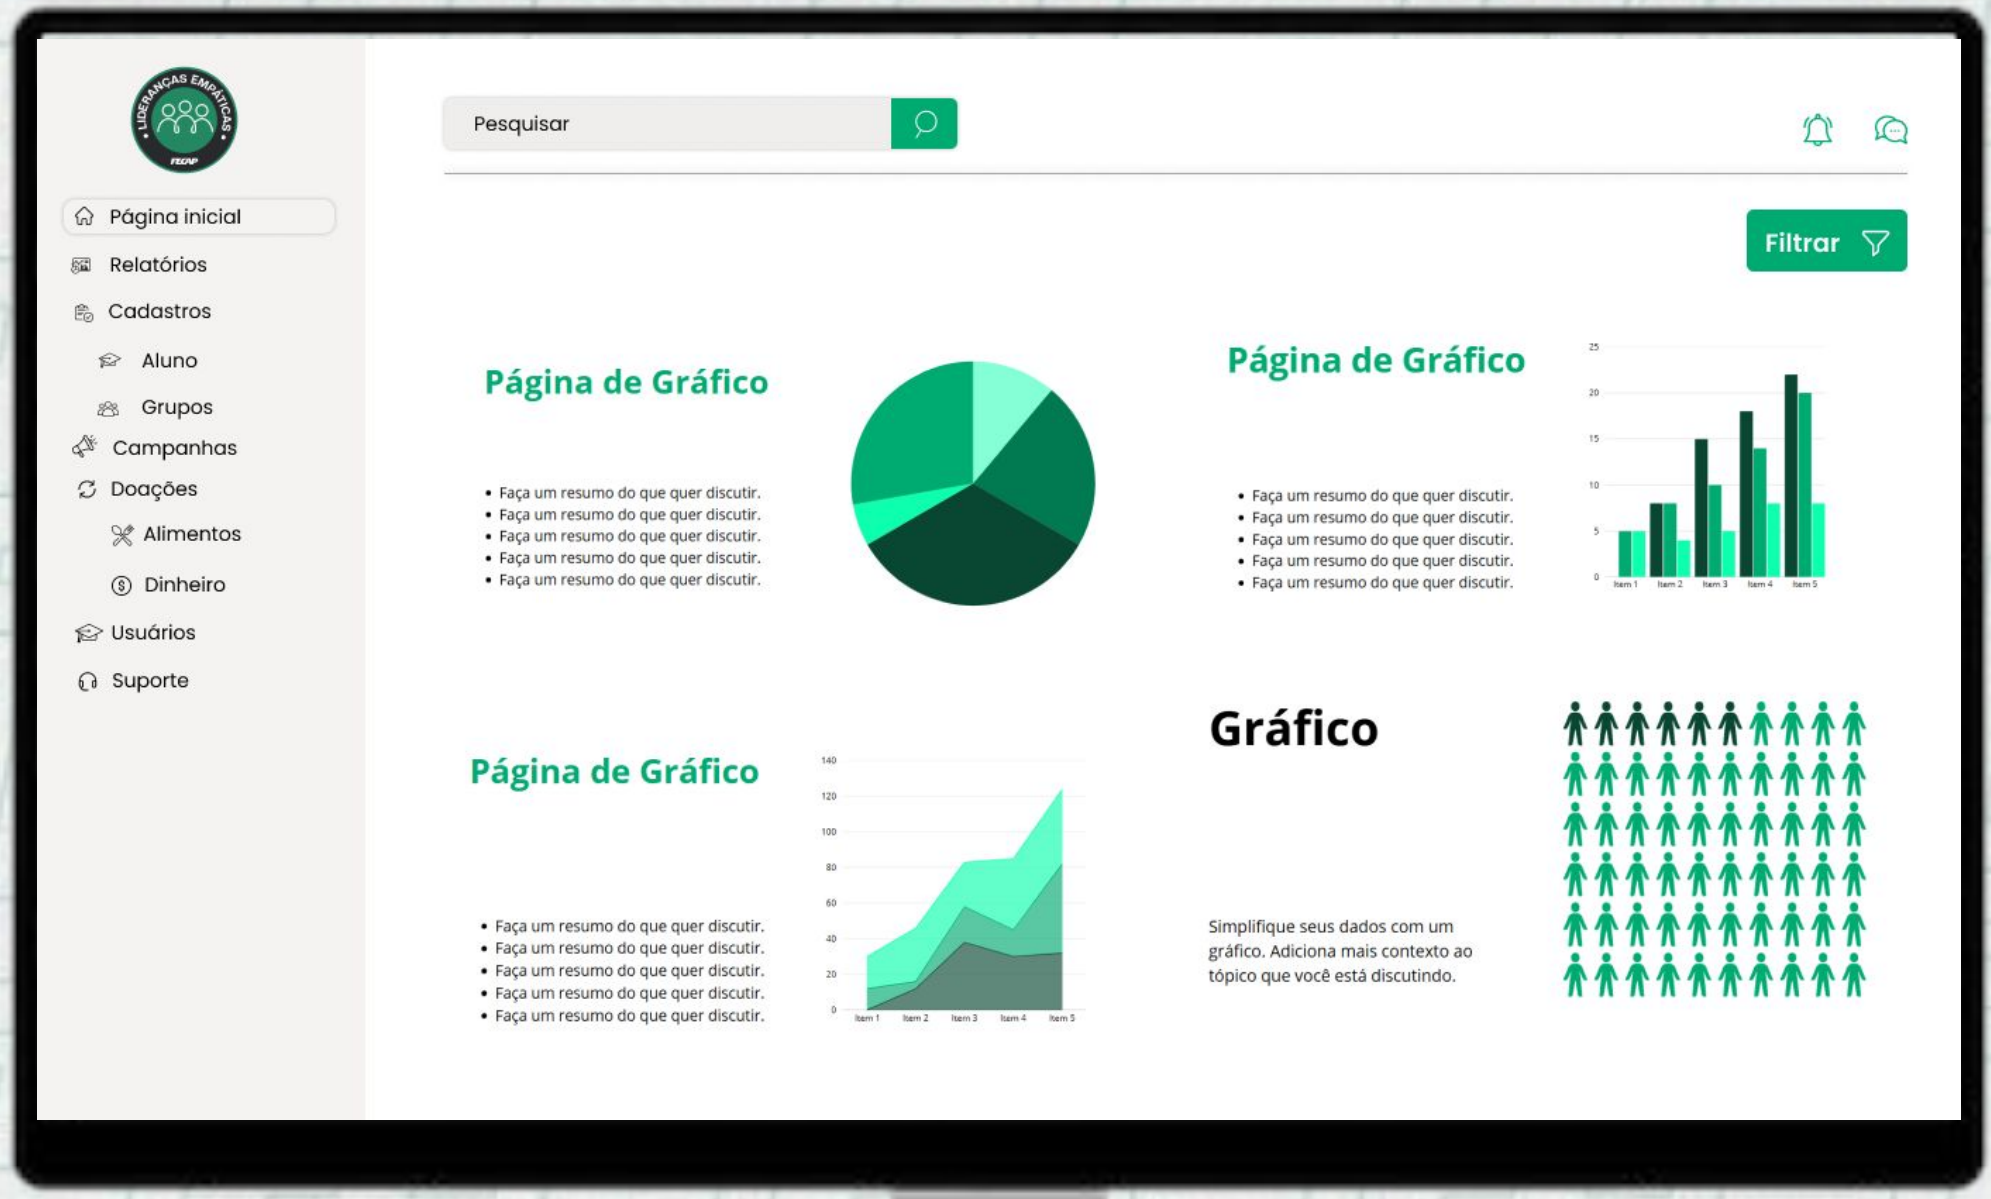 LIDERANÇAS EMPÁTICAS
FECAP
Página inicial
Relatórios
Cadastros
Aluno
Grupos
Campanhas
Doações
Alimentos
Dinheiro
Usuários
Suporte
Pesquisar
Filtrar
Página de Gráfico
Faça um resumo do que quer discutir.
Faça um resumo do que quer discutir.
Faça um resumo do que quer discutir.
Faça um resumo do que quer discutir.
Faça um resumo do que quer discutir.
Página de Gráfico
Faça um resumo do que quer discutir.
Faça um resumo do que quer discutir.
Faça um resumo do que quer discutir.
Faça um resumo do que quer discutir.
Faça um resumo do que quer discutir.
25
20
15
10
5
0
Item 1 Item 2 Item 3 Item 4 Item 5
Página de Gráfico
Faça um resumo do que quer discutir.
Faça um resumo do que quer discutir.
Faça um resumo do que quer discutir.
Faça um resumo do que quer discutir.
Faça um resumo do que quer discutir.
140
120
100
80
60
40
20
0
Item 1 Item 2 Item 3 Item 4 Item 5
Gráfico
Simplifique seus dados com um
gráfico. Adiciona mais contexto ao
tópico que você está discutindo.